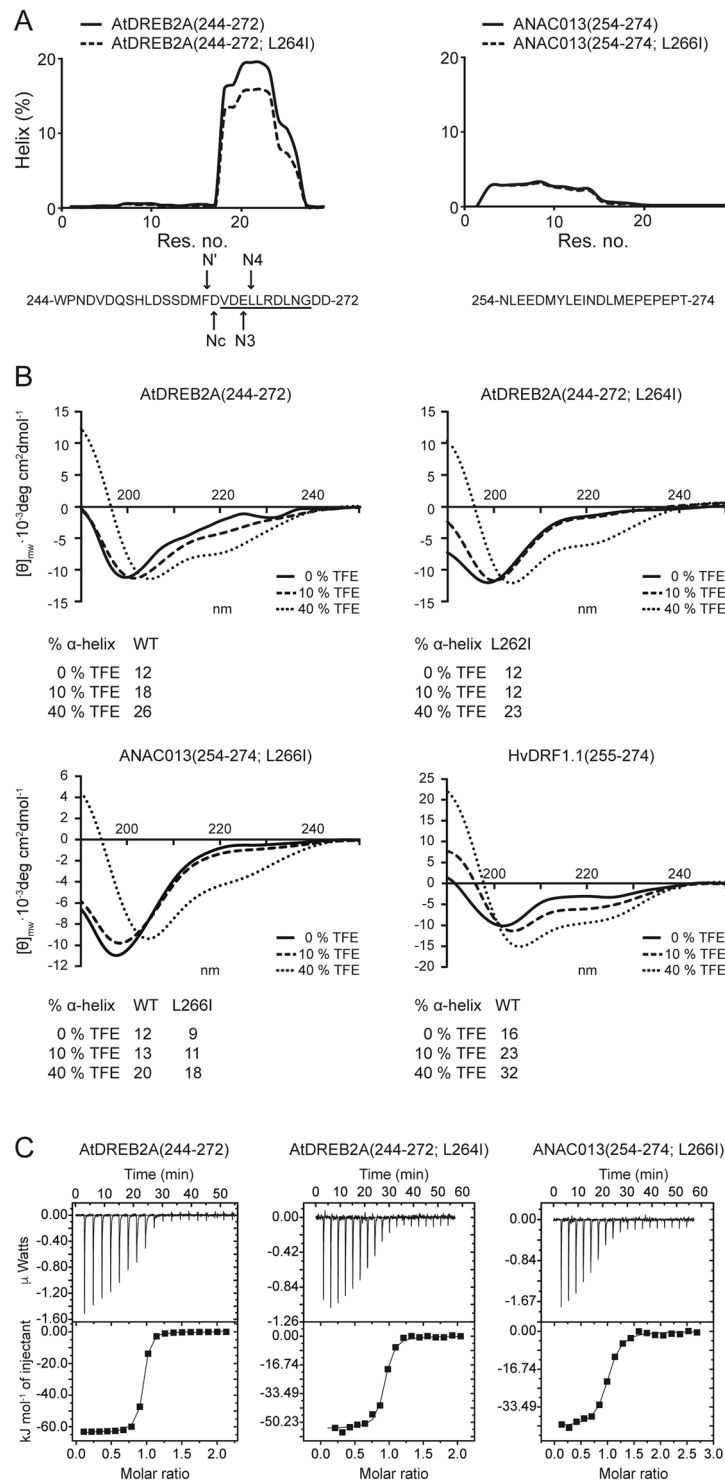 A
AtDREB2A(244-272)
AtDREB2A(244-272; L264I)
ANAC013(254-274)
ANAC013(254-274; L266I)
Helix (%)
20
10
0
0 10 20
Res. no.
20
10
0
0 10 20
Res. no.
N' N4
244-WPNDVDQSHLDSSDMFDVDELLRDLNGDD-272
Nc N3
254-NLEEDMYLEINDLMEPEPEPT-274
B
AtDREB2A(244-272)
[θ]mw ·10-3deg cm2dmol-1
15
10
5
0
-5
-10
-15
200 220 240
nm
0 % TFE
10 % TFE
40 % TFE
% α-helix WT
0 % TFE 12
10 % TFE 18
40 % TFE 26
AtDREB2A(244-272; L264I)
15
10
5
0
-5
-10
-15
200 220 240
nm
0 % TFE
10 % TFE
40 % TFE
% α-helix L262I
0 % TFE 12
10 % TFE 12
40 % TFE 23
ANAC013(254-274; L266I)
[θ]mw ·10-3deg cm2dmol-1
6
4
2
0
-2
-4
-6
-8
-10
-12
200 220 240
nm
0 % TFE
10 % TFE
40 % TFE
% α-helix WT L266I
0 % TFE 12 9
10 % TFE 13 11
40 % TFE 20 18
HvDRF1.1(255-274)
25
20
15
10
5
0
-5
-10
-15
-20
200 220 240
nm
0 % TFE
10 % TFE
40 % TFE
% α-helix WT
0 % TFE 16
10 % TFE 23
40 % TFE 32
C
AtDREB2A(244-272)
Time (min)
0 10 20 30 40 50
μ Watts
0.00
-0.40
-0.80
-1.20
-1.60
kJ mol-1 of injectant
0.00
-20.0
-40.0
-60.0
0.0 0.5 1.0 1.5 2.0
Molar ratio
AtDREB2A(244-272; L264I)
Time (min)
0 10 20 30 40 50 60
0.00
-0.42
-0.84
-1.26
0.00
-16.74
-33.49
-50.23
0.0 0.5 1.0 1.5 2.0
Molar ratio
ANAC013(254-274; L266I)
Time (min)
0 10 20 30 40 50 60
0.00
-0.84
-1.67
0.00
-16.74
-33.49
0.0 0.5 1.0 1.5 2.0 2.5 3.0
Molar ratio